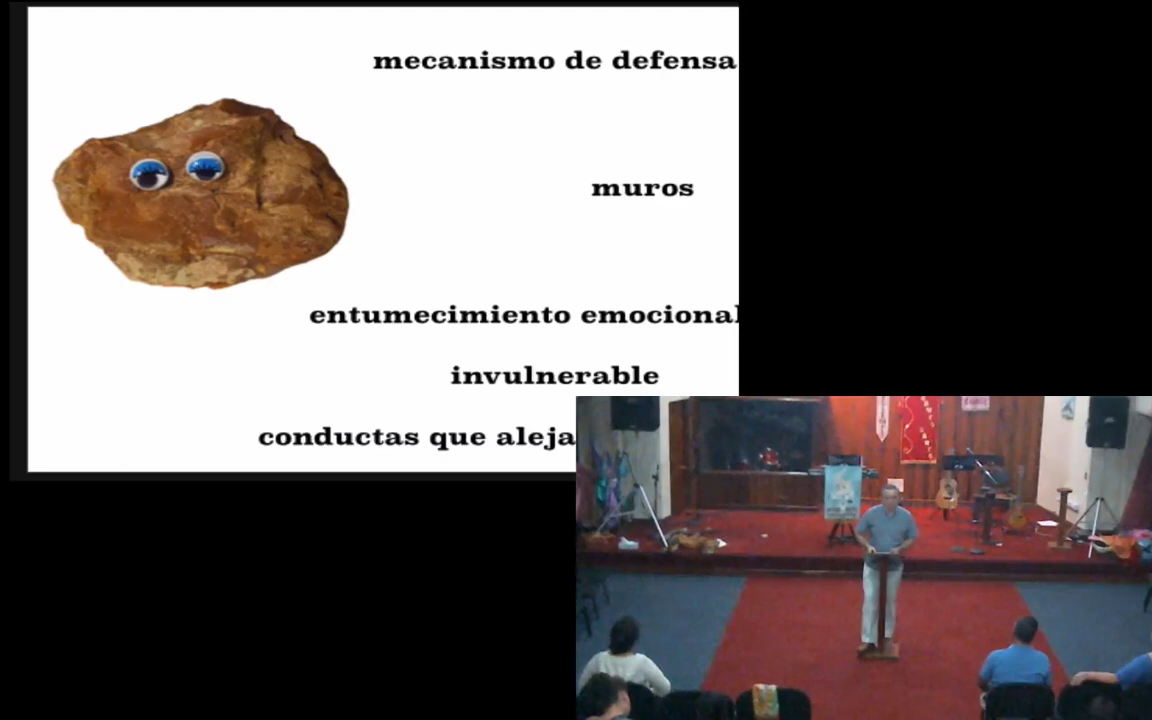 mecanismo de defensa
muros
entumecimiento emocional
invulnerable
conductas que aleja